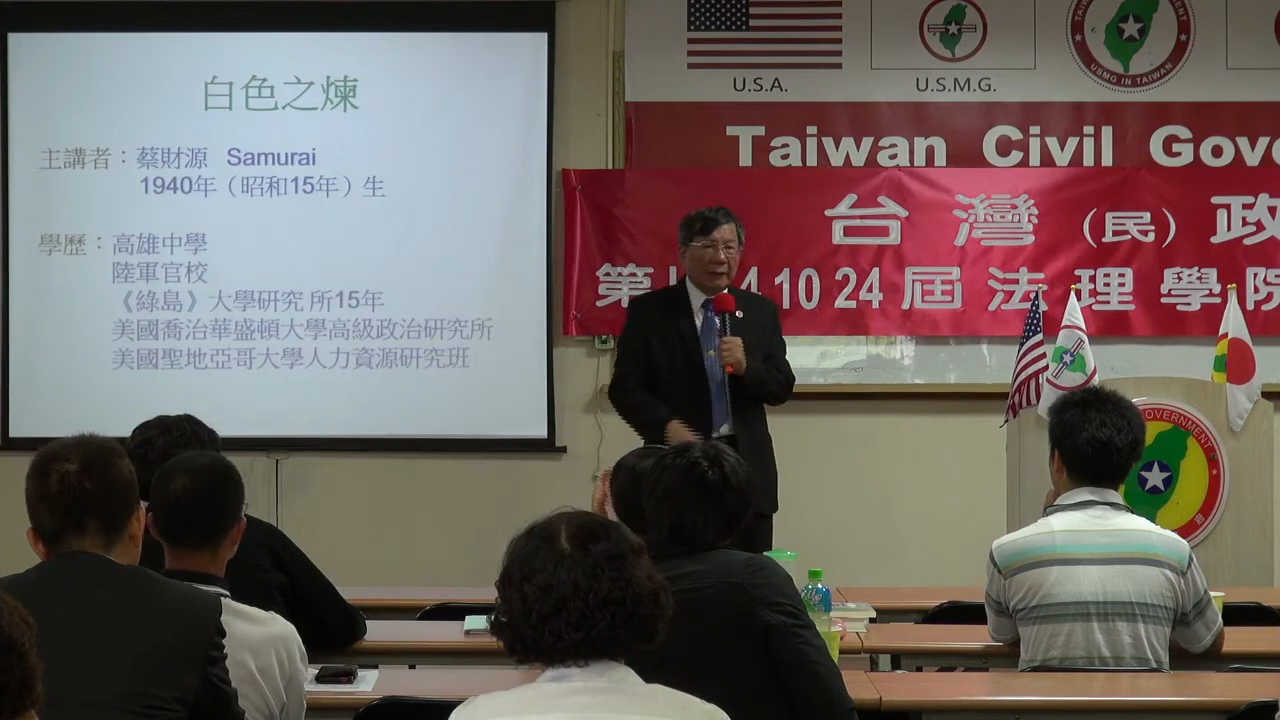 白色之煉
主講者：蔡財源 Samurai
1940年（昭和15年）生
學歷：高雄中學
陸軍官校
《綠島》大學研究 所15年
美國喬治華盛頓大學高級政治研究所
美國聖地亞哥大學人力資源研究班
U.S.A.
U.S.M.G.
USMG IN TAIWAN
Taiwan Civil Gov
台灣（民）政
第 4 10 24 屆法理學院
GOVERNMENT